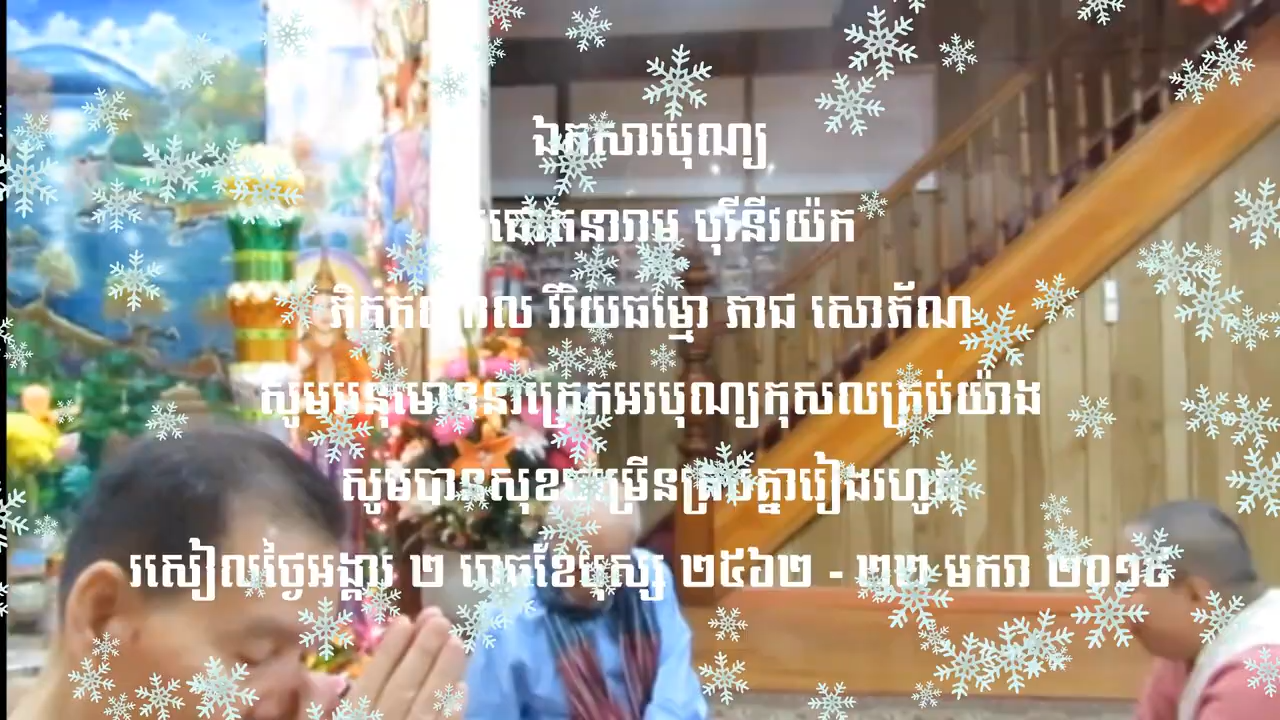 ឯកសារបុណ្យ
បុរីនីវយ៉ក
វីរិយធម្មោ ភាជ សោភ័ណ
សូមអនុមោទនាត្រេកអរបុណ្យកុសលគ្រប់យ៉ាង
សូមបានសុខចម្រើនគ្រប់គ្នារៀងរហូត
រសៀលថ្ងៃអង្គារ ២ រោចខែបុស្ស ២៥៦២ - ២២ មករា ២០១៩